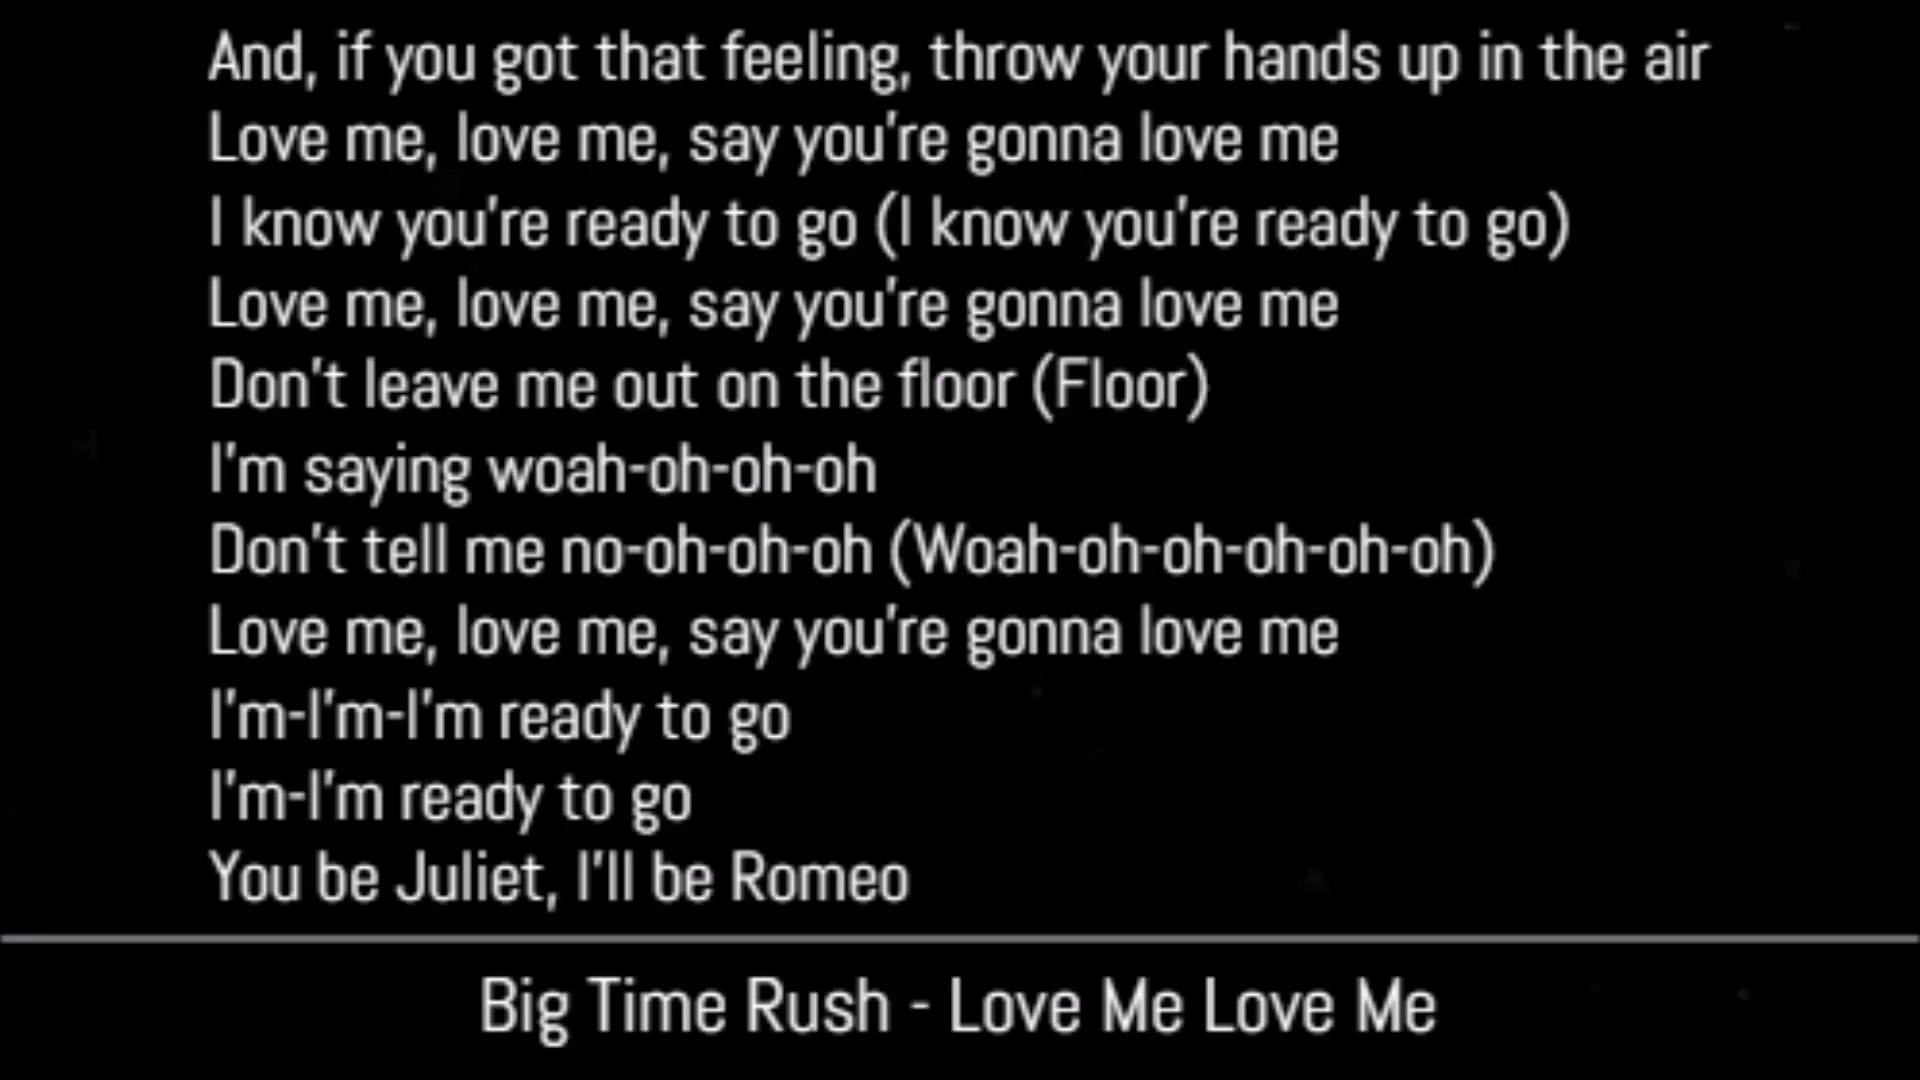 And, if you got that feeling, throw your hands up in the air
Love me, love me, say you're gonna love me
I know you're ready to go (I know you're ready to go)
Love me, love me, say you're gonna love me
Don't leave me out on the floor (Floor)
I'm saying woah-oh-oh-oh
Don't tell me no-oh-oh-oh (Woah-oh-oh-oh-oh-oh)
Love me, love me, say you're gonna love me
I'm-I'm-I'm ready to go
I'm-I'm ready to go
You be Juliet, I'll be Romeo
Big Time Rush - Love Me Love Me